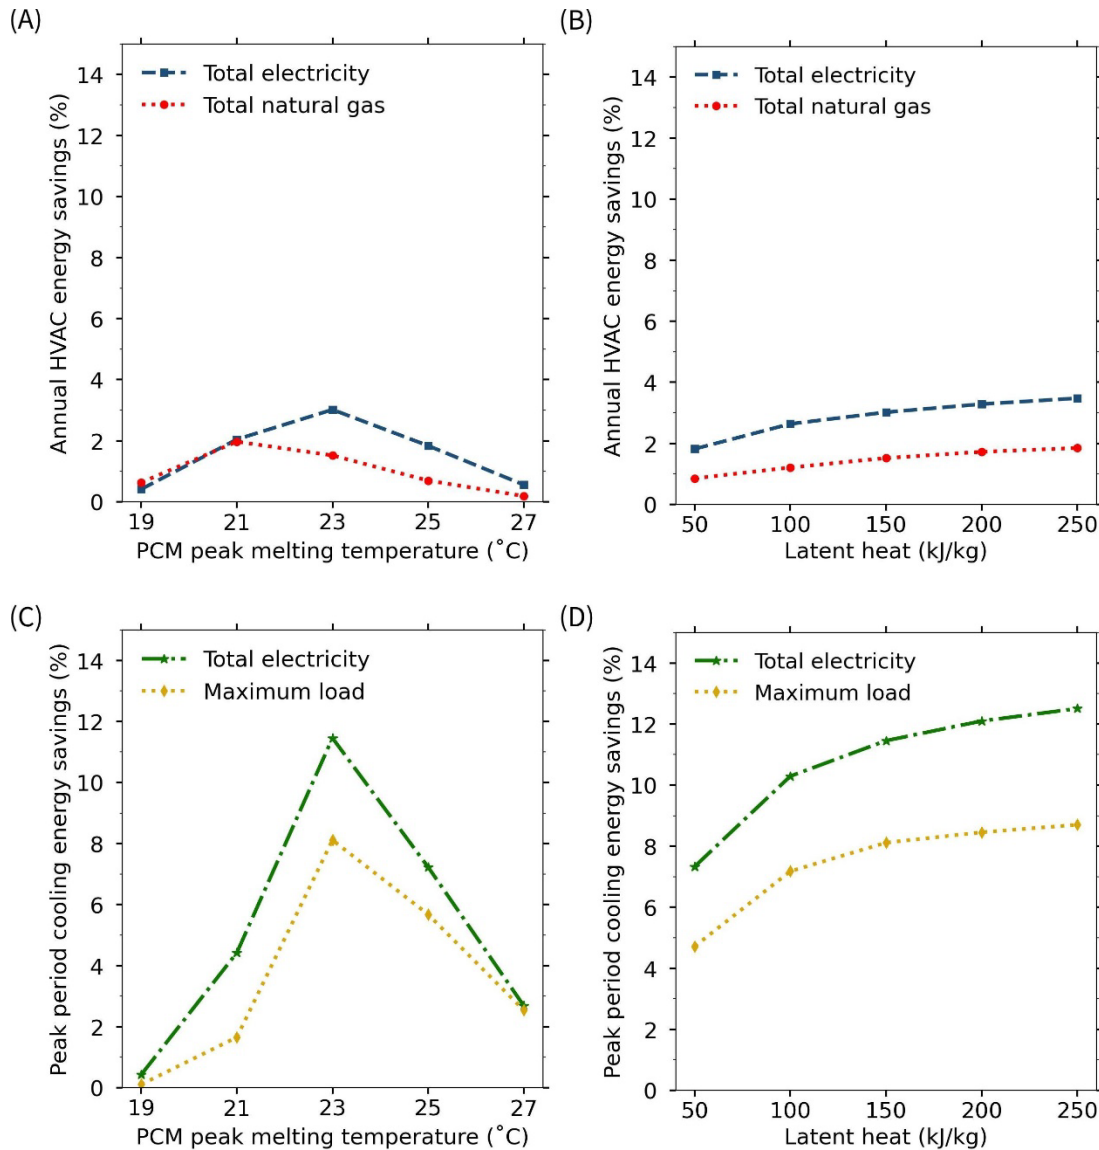 (A)
Annual HVAC energy savings (%)
14
12
10
8
6
4
2
0
Total electricity
Total natural gas
19 21 23 25 27
PCM peak melting temperature (˚C)
(B)
Annual HVAC energy savings (%)
14
12
10
8
6
4
2
0
Total electricity
Total natural gas
50 100 150 200 250
Latent heat (kJ/kg)
(C)
Peak period cooling energy savings (%)
14
12
10
8
6
4
2
0
Total electricity
Maximum load
19 21 23 25 27
PCM peak melting temperature (˚C)
(D)
Peak period cooling energy savings (%)
14
12
10
8
6
4
2
0
Total electricity
Maximum load
50 100 150 200 250
Latent heat (kJ/kg)